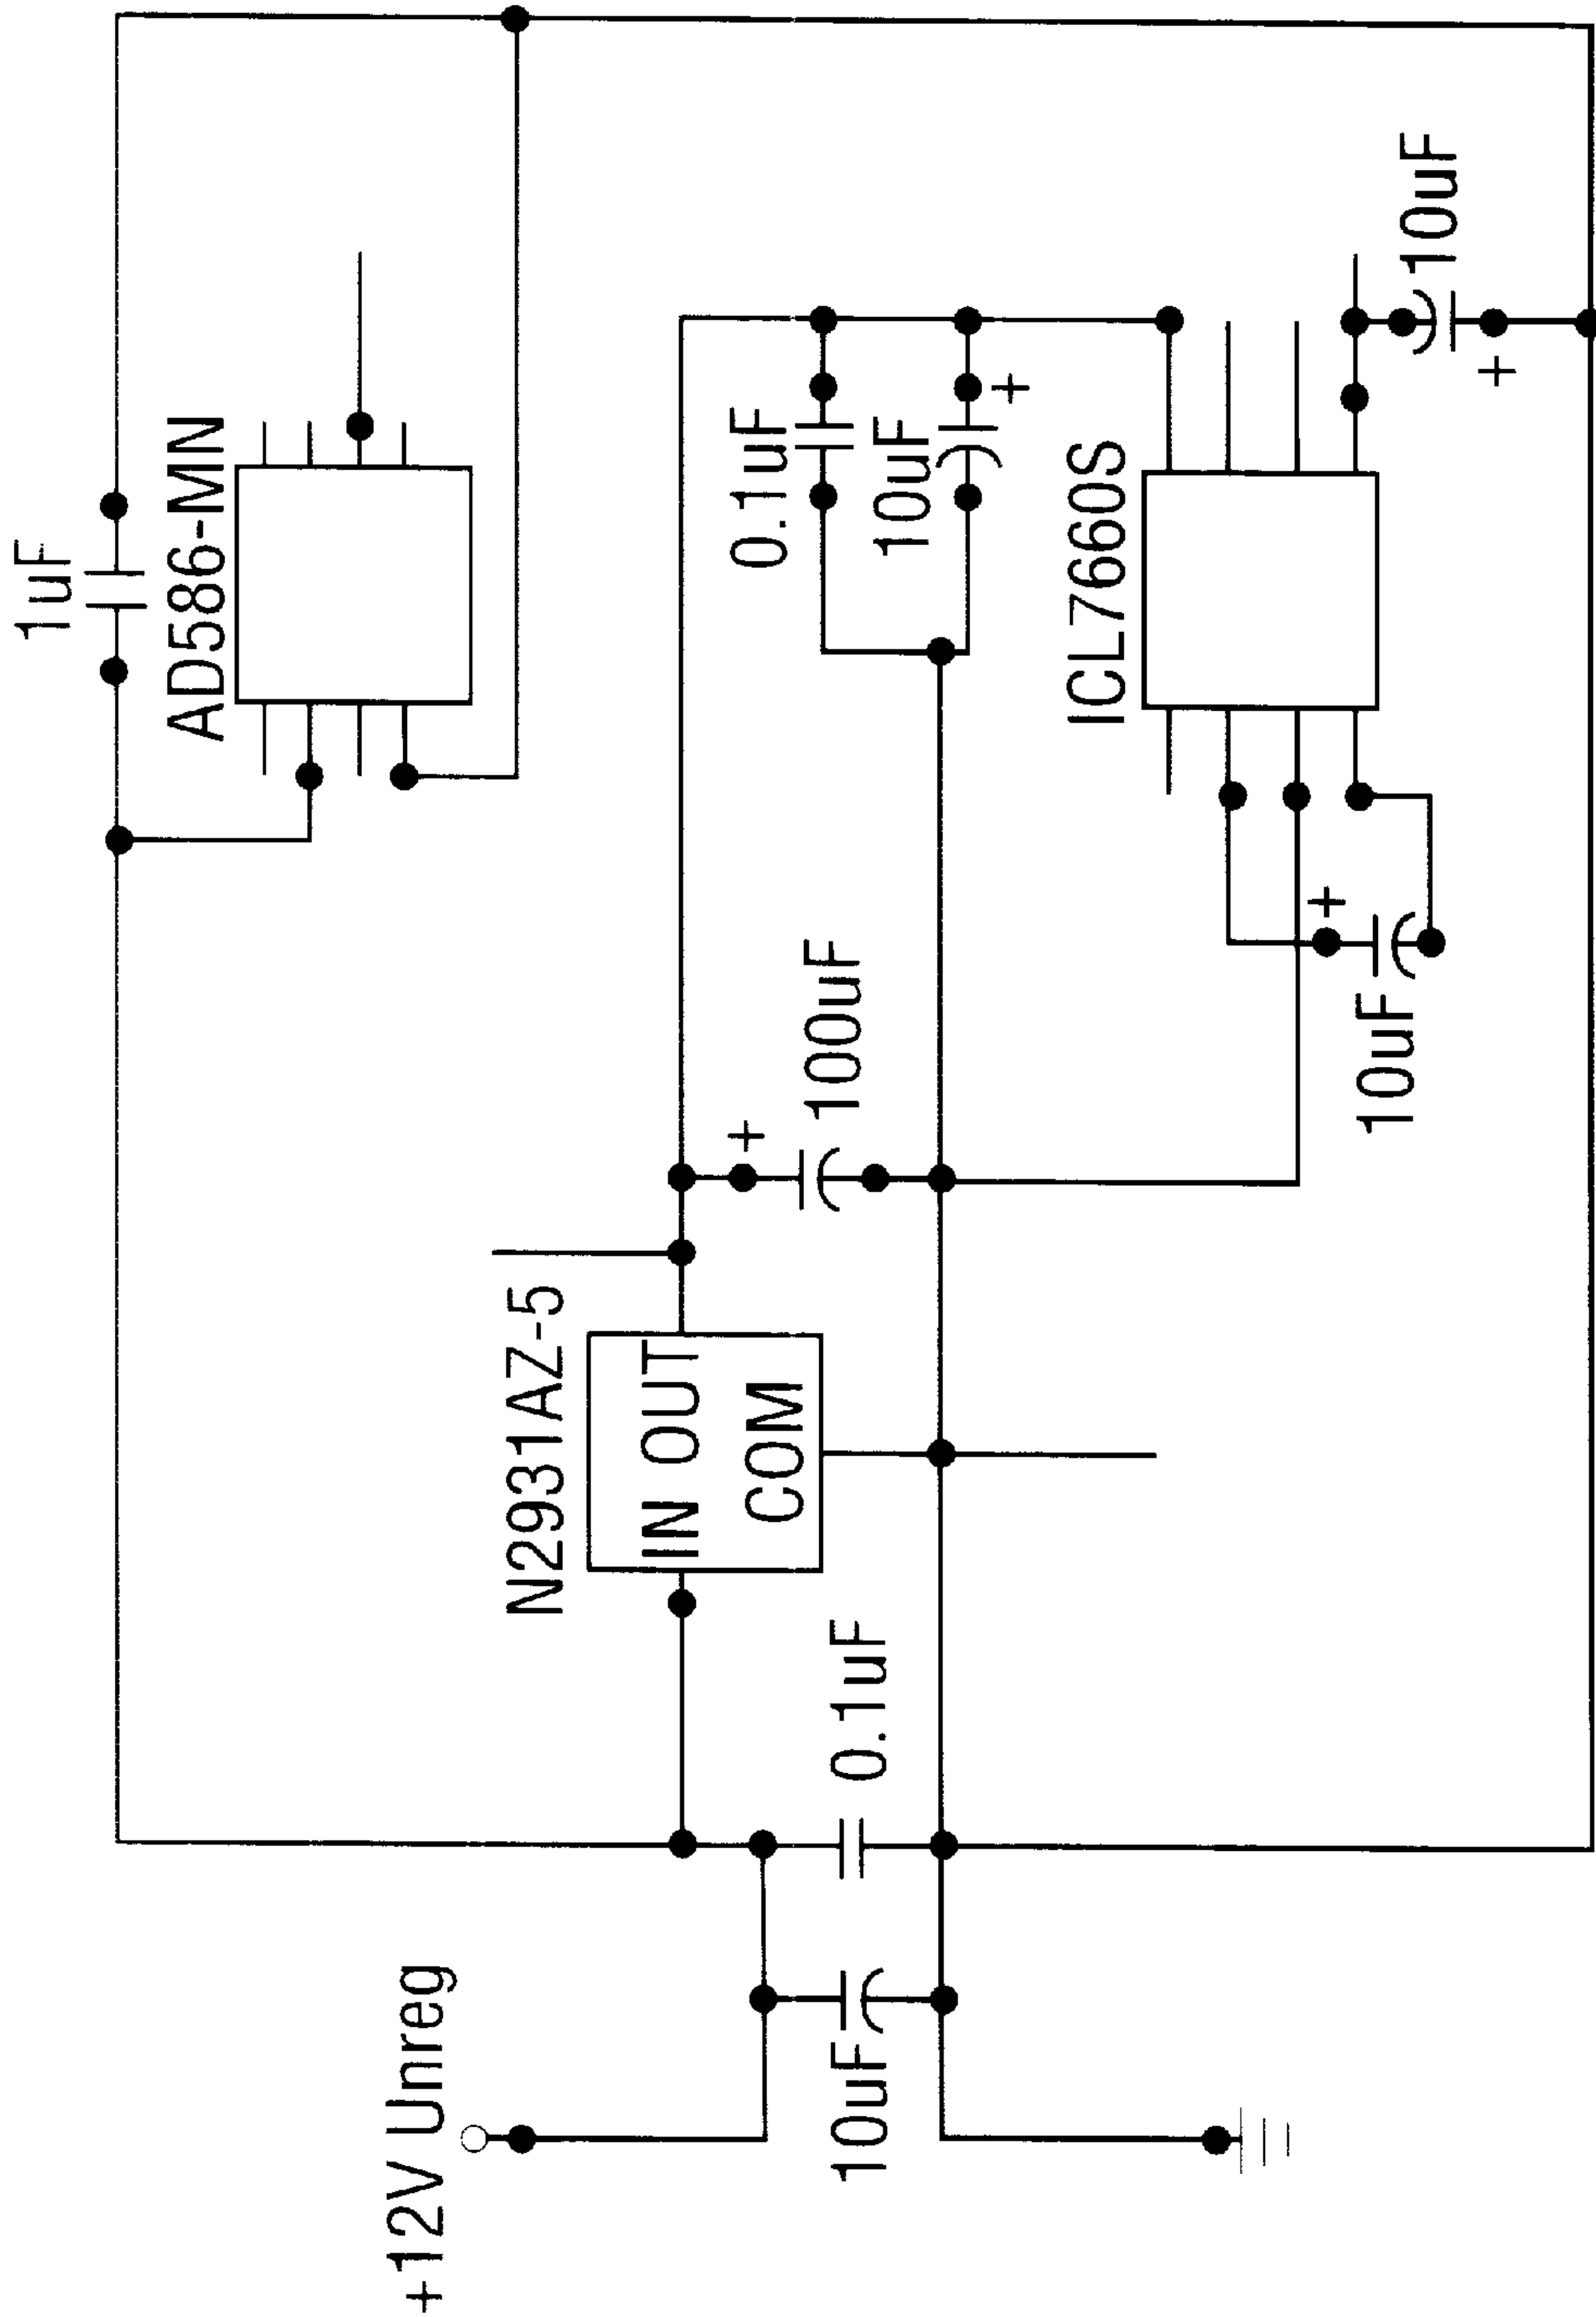 1uF
AD586-MN
+12V Unreg
N2931AZ-5
IN OUT
COM
0.1uF
10uF
100uF
0.1uF
10uF
+
+
ICL7660S
+
10uF
10uF
+